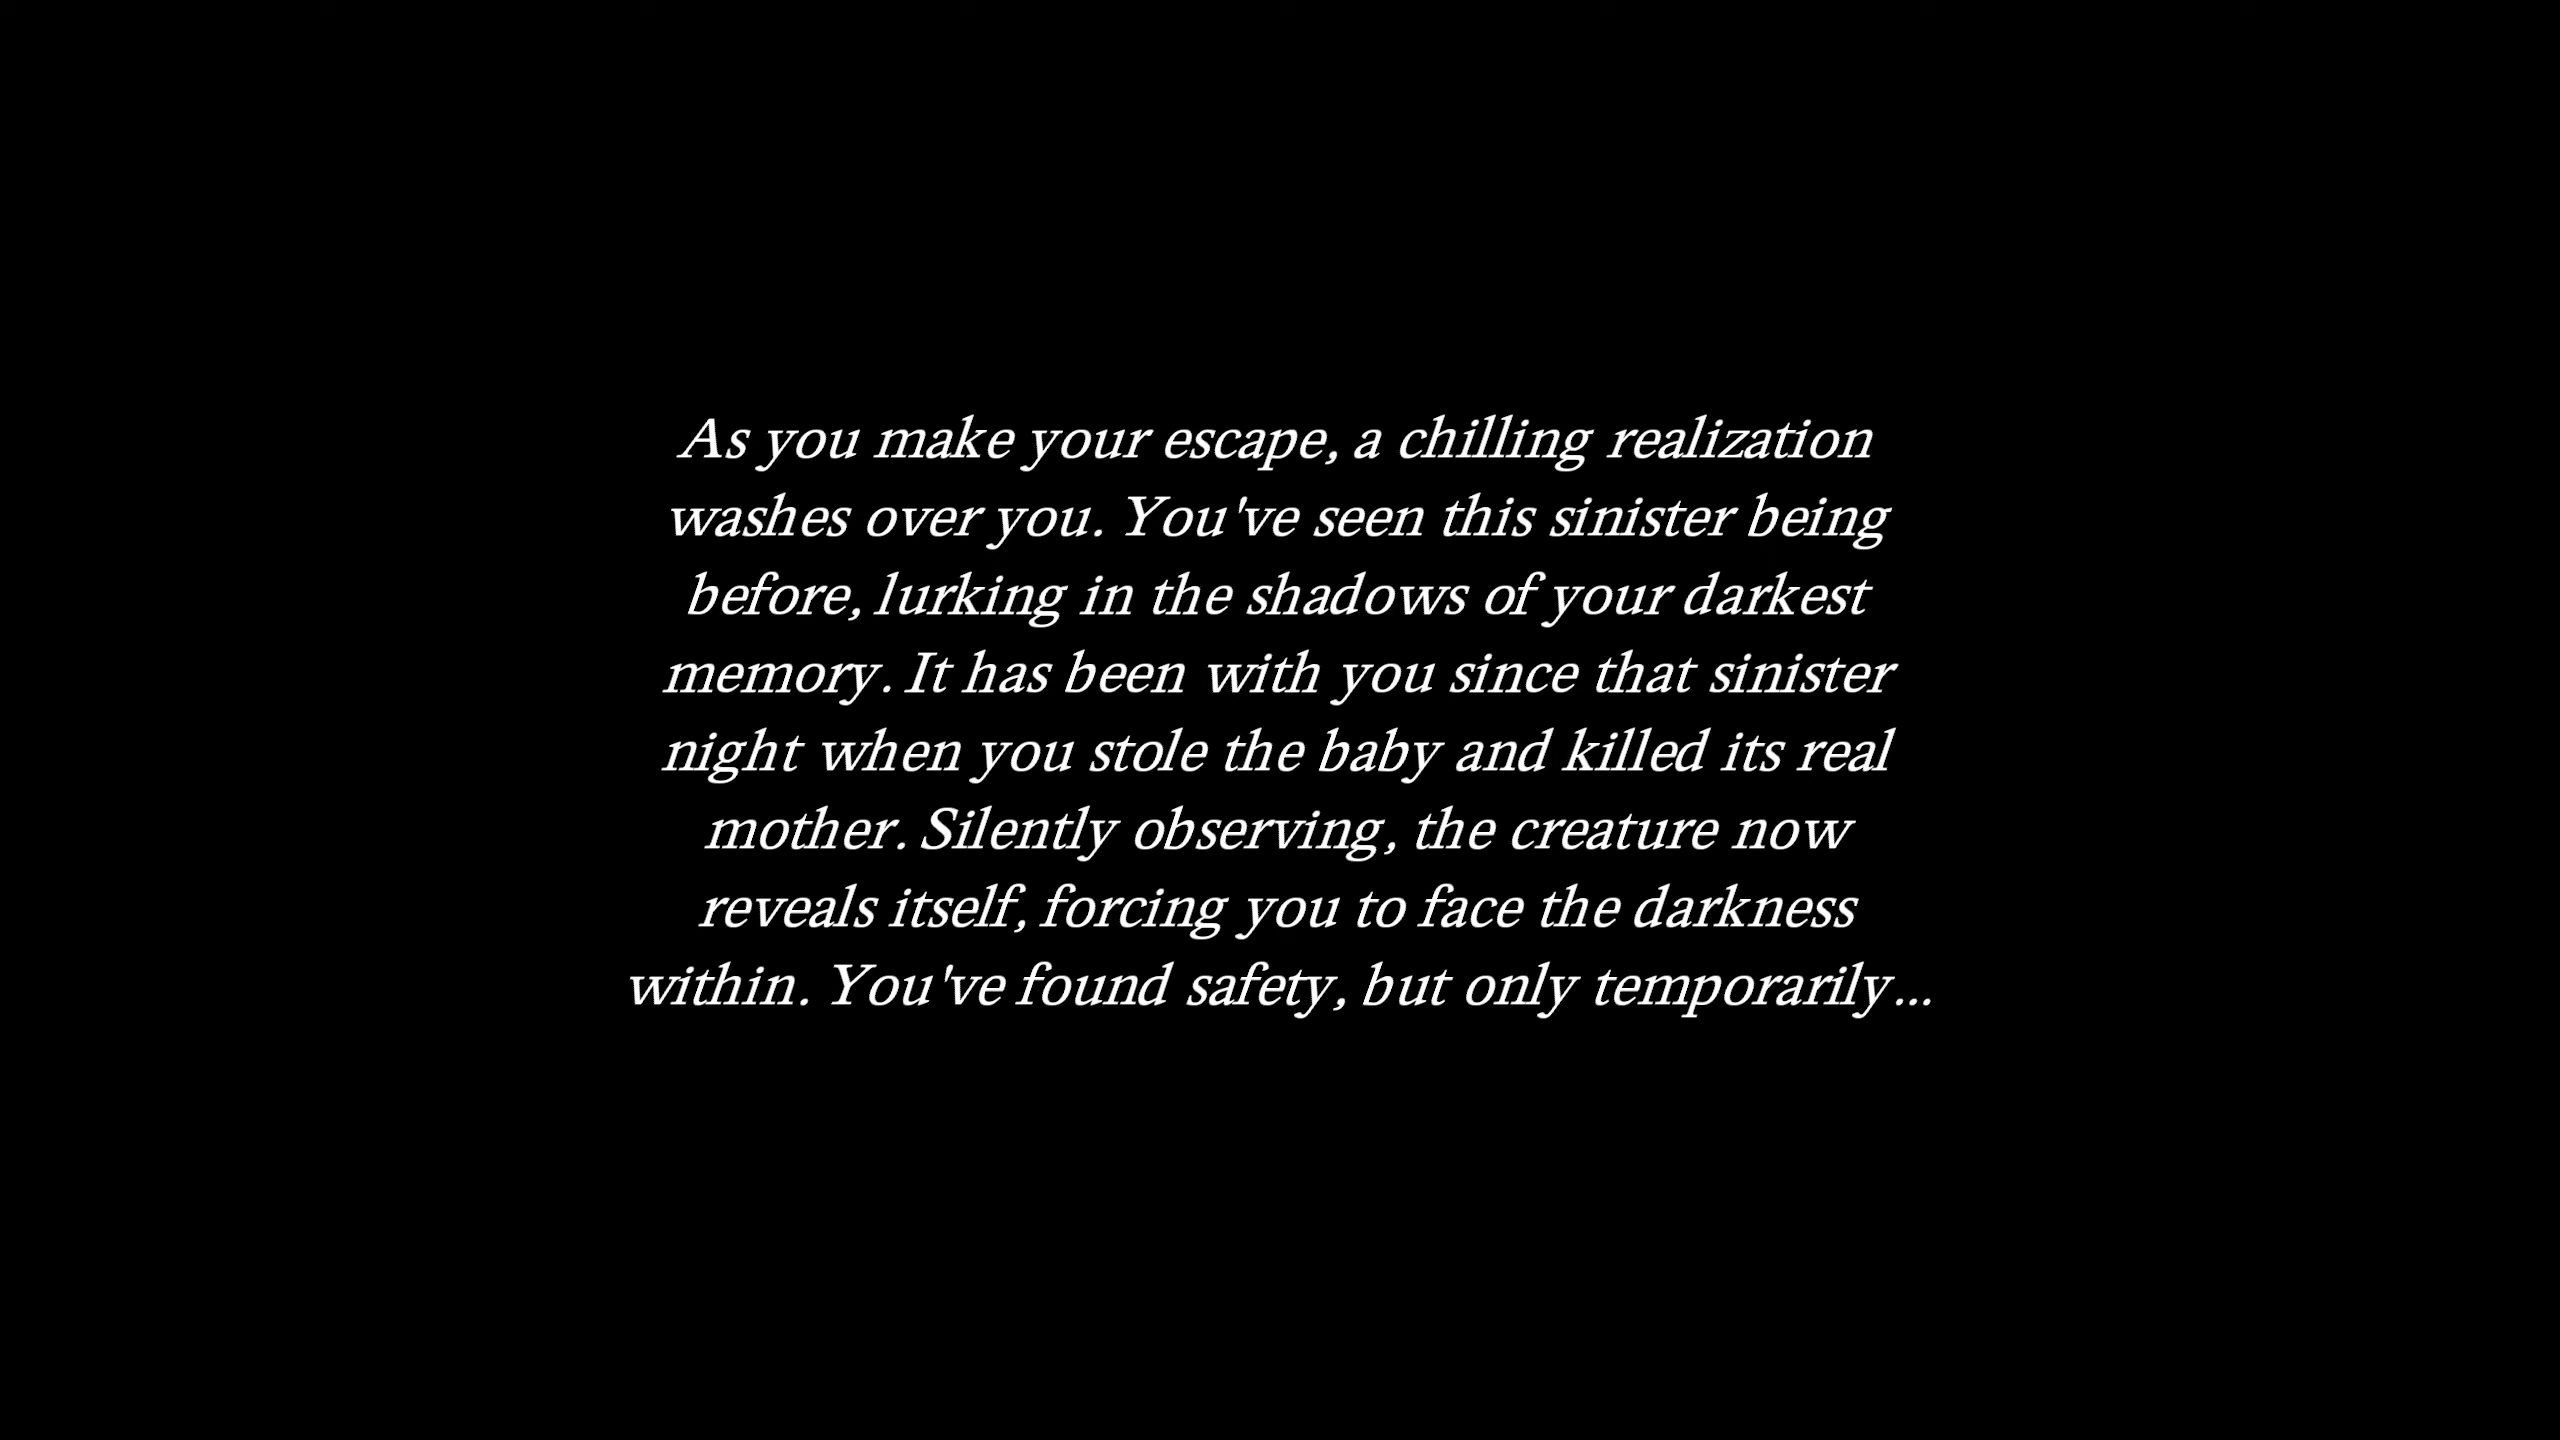 As you make your escape, a chilling realization
washes over you. You've seen this sinister being
before, lurking in the shadows of your darkest
memory. It has been with you since that sinister
night when you stole the baby and killed its real
mother. Silently observing, the creature now
reveals itself, forcing you to face the darkness
within. You've found safety, but only temporarily...